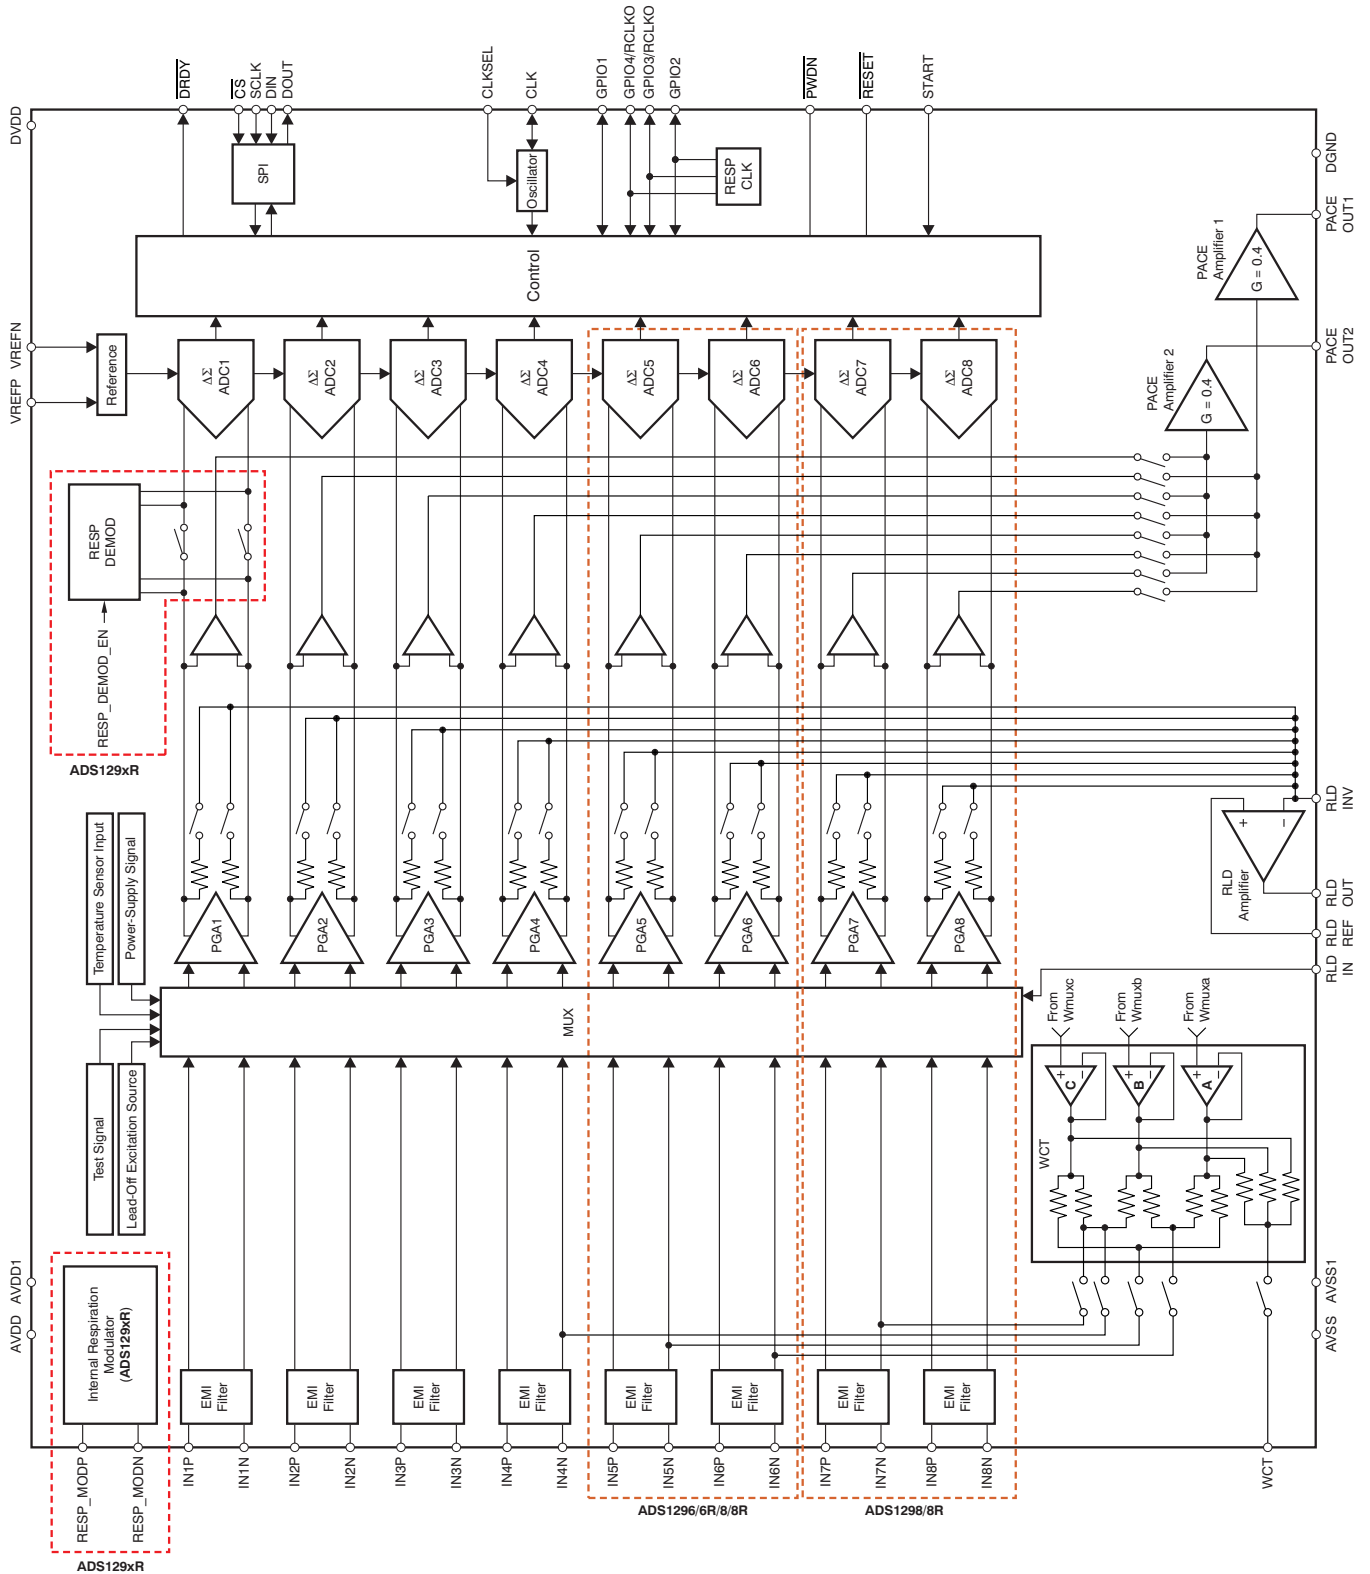 DVDD
DRDY
CS
SCLK
DIN
DOUT
CLKSEL
CLK
GPIO1
GPIO4/RCLKO
GPIO3/RCLKO
GPIO2
PWDN
RESET
START
DGND
SPI
Oscillator
RESP
CLK
Control
PACE
OUT1
PACE
Amplifier 1
G = 0.4
VREFP
VREFN
Reference
ΔΣ
ADC1
ΔΣ
ADC2
ΔΣ
ADC3
ΔΣ
ADC4
ΔΣ
ADC5
ΔΣ
ADC6
ΔΣ
ADC7
ΔΣ
ADC8
PACE
Amplifier 2
G = 0.4
PACE
OUT2
RESP
DEMOD
RESP_DEMOD_EN
ADS129xR
Temperature Sensor Input
Power-Supply Signal
PGA1
PGA2
PGA3
PGA4
PGA5
PGA6
PGA7
PGA8
RLD
Amplifier
+
−
RLD
INV
RLD
OUT
RLD
REF
RLD
IN
MUX
Test Signal
Lead-Off Excitation Source
From
Wmuxc
From
Wmuxb
From
Wmuxa
C
+
−
B
+
−
A
+
−
WCT
AVDD1
AVDD
AVSS1
AVSS
Internal Respiration
Modulator
(ADS129xR)
EMI
Filter
EMI
Filter
EMI
Filter
EMI
Filter
EMI
Filter
EMI
Filter
EMI
Filter
EMI
Filter
RESP_MODP
RESP_MODN
IN1P
IN1N
IN2P
IN2N
IN3P
IN3N
IN4P
IN4N
IN5P
IN5N
IN6P
IN6N
IN7P
IN7N
IN8P
IN8N
WCT
ADS1296/6R/8/8R
ADS1298/8R
ADS129xR